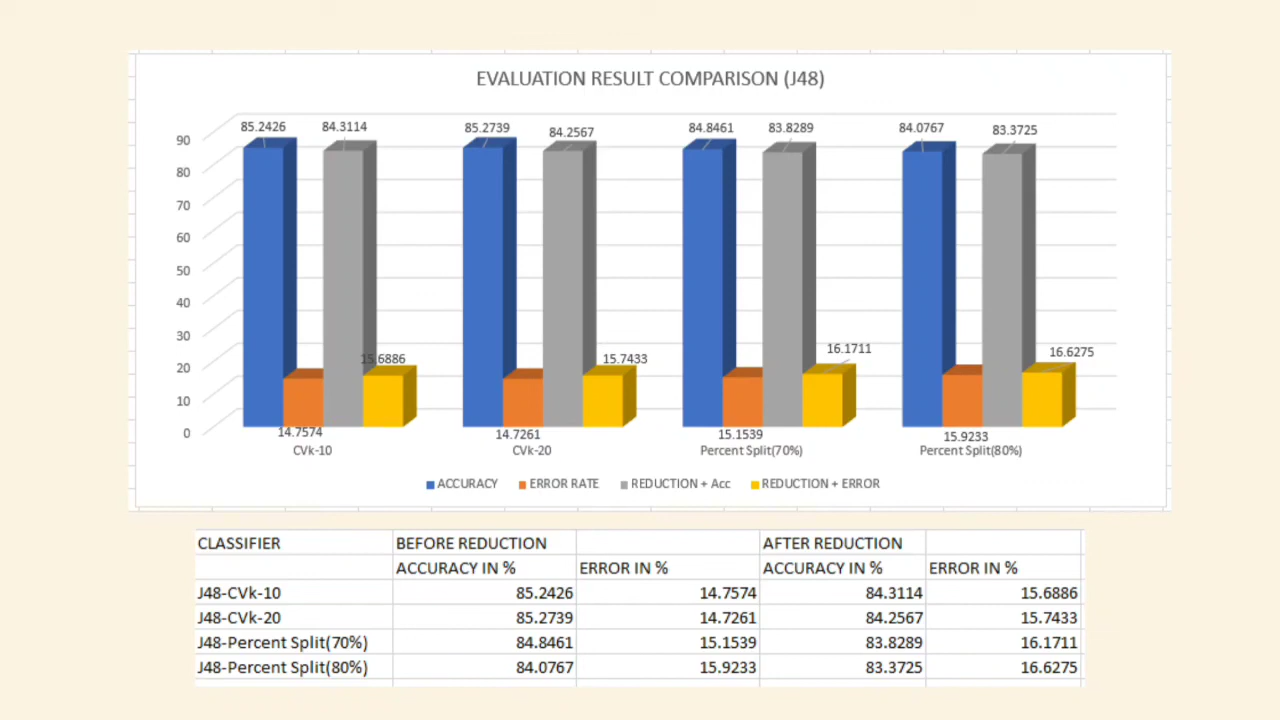 EVALUATION RESULT COMPARISON (J48)
85.2426 84.3114 85.2739 84.2567 84.8461 83.8289 84.0767 83.3725
90
80
70
60
50
40
30
20
10
0
15.6886 15.7433 16.1711 16.6275
14.7574 14.7261 15.1539 15.9233
CVk-10 CVk-20 Percent Split(70%) Percent Split(80%)
ACCURACY ERROR RATE REDUCTION + Acc REDUCTION + ERROR
CLASSIFIER BEFORE REDUCTION AFTER REDUCTION
ACCURACY IN % ERROR IN % ACCURACY IN % ERROR IN %
J48-CVk-10 85.2426 14.7574 84.3114 15.6886
J48-CVk-20 85.2739 14.7261 84.2567 15.7433
J48-Percent Split(70%) 84.8461 15.1539 83.8289 16.1711
J48-Percent Split(80%) 84.0767 15.9233 83.3725 16.6275